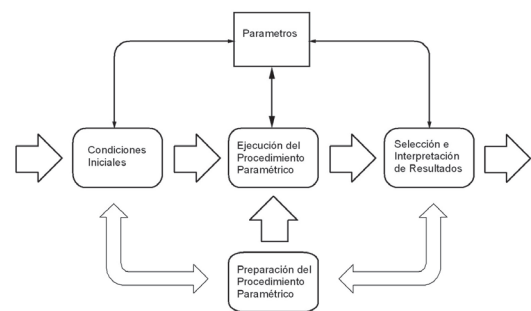 Parametros
Condiciones
Iniciales
Ejecución del
Procedimiento
Paramétrico
Selección e
Interpretación
de Resultados
Preparación del
Procedimiento
Paramétrico